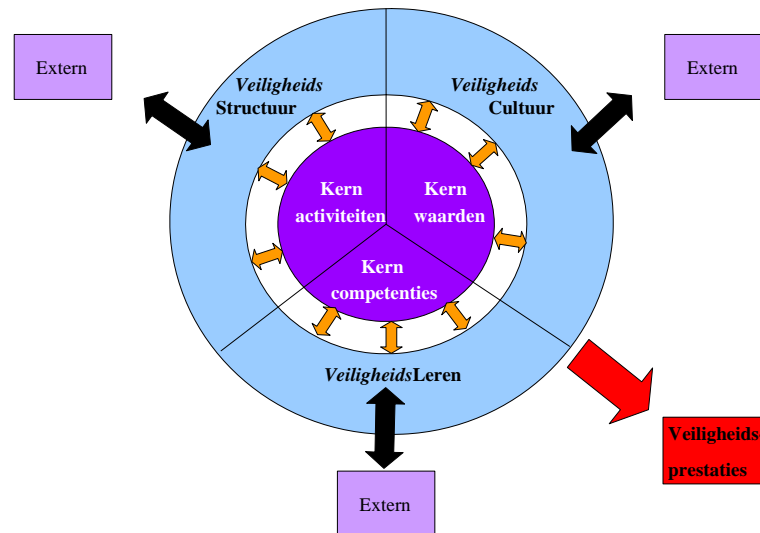 Extern
Extern
Veiligheids
Structuur
Veiligheids
Cultuur
Kern
activiteiten
Kern
waarden
Kern
competenties
VeiligheidsLeren
Veiligheids-
prestaties
Extern